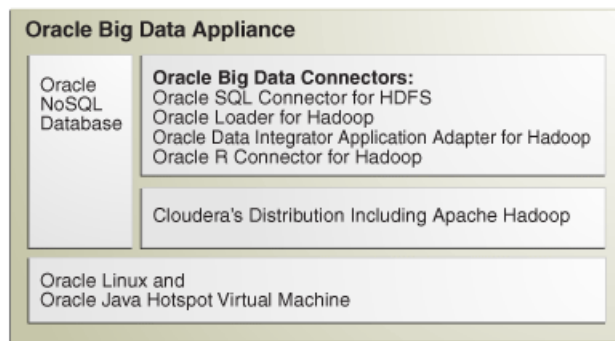 Oracle Big Data Appliance
Oracle
NoSQL
Database
Oracle Big Data Connectors:
Oracle SQL Connector for HDFS
Oracle Loader for Hadoop
Oracle Data Integrator Application Adapter for Hadoop
Oracle R Connector for Hadoop
Cloudera's Distribution Including Apache Hadoop
Oracle Linux and
Oracle Java Hotspot Virtual Machine